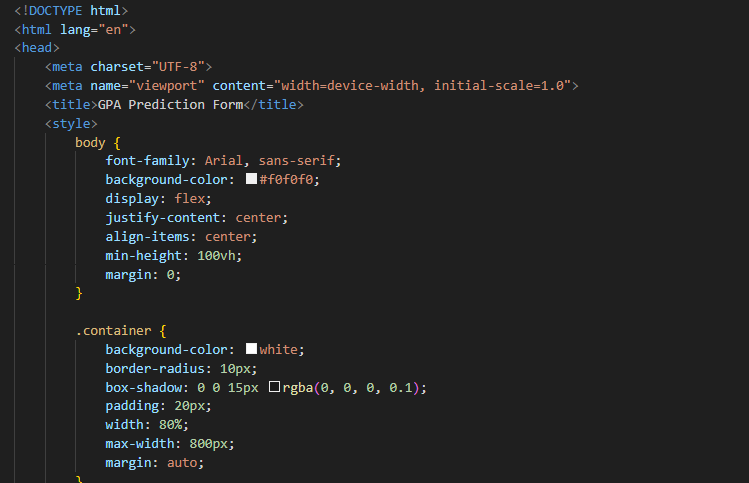 <!DOCTYPE html>
<html lang="en">
<head>
    <meta charset="UTF-8">
    <meta name="viewport" content="width=device-width, initial-scale=1.0">
    <title>GPA Prediction Form</title>
    <style>
        body {
            font-family: Arial, sans-serif;
            background-color: #f0f0f0;
            display: flex;
            justify-content: center;
            align-items: center;
            min-height: 100vh;
            margin: 0;
        }

        .container {
            background-color: white;
            border-radius: 10px;
            box-shadow: 0 0 15px rgba(0, 0, 0, 0.1);
            padding: 20px;
            width: 80%;
            max-width: 800px;
            margin: auto;
        }